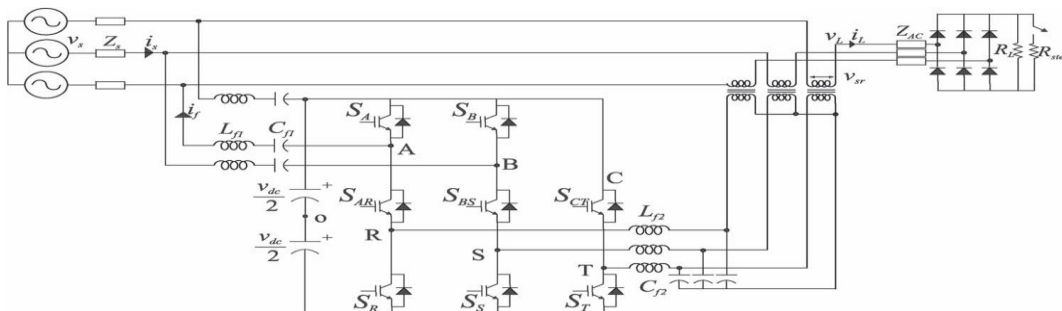 v_s
Z_s
i_s
i_f
L_f1
C_f1
v_dc
2
+
o
v_dc
2
+
S_A
S_B
A
B
C
S_AR
S_BS
S_CT
R
S
T
S_R
S_S
S_T
L_f2
C_f2
v_L
i_L
Z_AC
v_sr
R_L